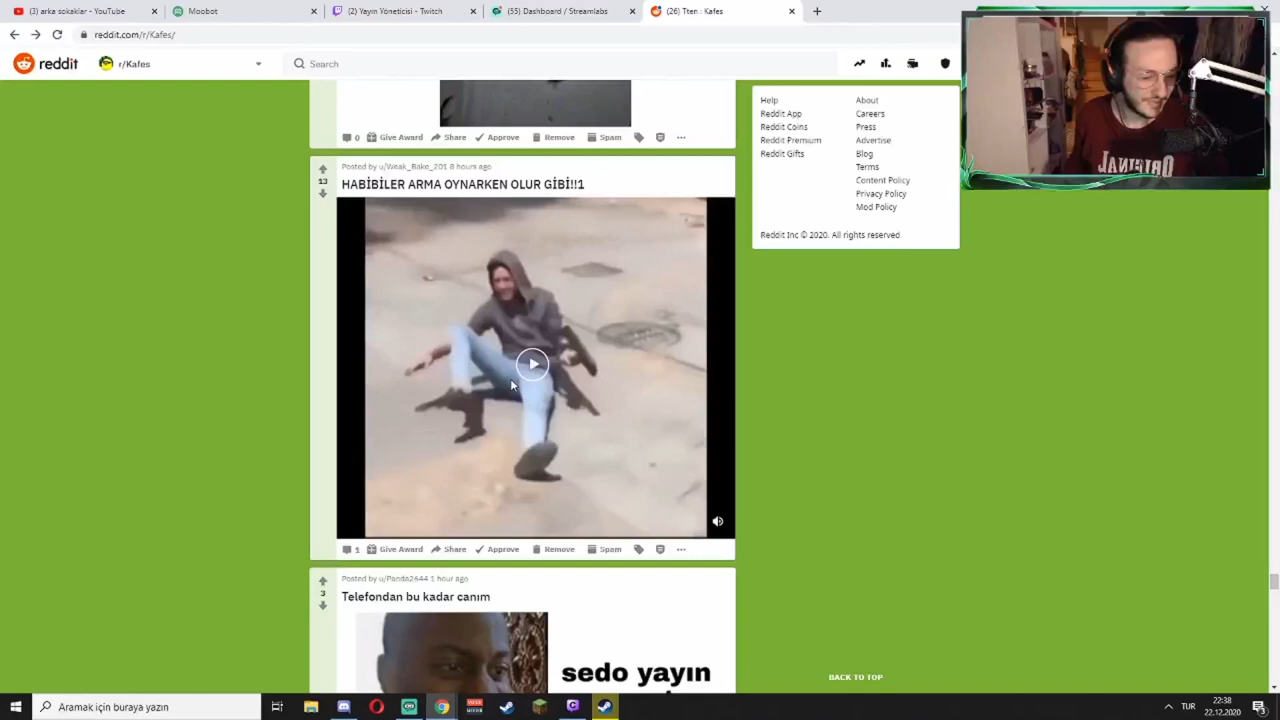 (3) arka sokaklar - YouTube
Moobot
(2) Yayın Yöneticisi - Twitch
(55) Dashboard / Streamlabs
(26) Tten : Kafes
reddit.com/r/Kafes/
reddit
r/Kafes
Search
0 Give Award Share Approve Remove Spam
Help
Reddit App
Reddit Coins
Reddit Premium
Reddit Gifts
About
Careers
Press
Advertise
Blog
Terms
Content Policy
Privacy Policy
Mod Policy
Reddit Inc © 2020. All rights reserved.
ORIGINAL
13
Posted by u/Weak_Bake_201 8 hours ago
HABİBİLER ARMA OYNARKEN OLUR GİBİ!!1
1 Give Award Share Approve Remove Spam
3
Posted by u/Panda2644 1 hour ago
Telefondan bu kadar canım
sedo yayın
BACK TO TOP
Aramak için buraya yazın
TUR
22:38
22.12.2020
3